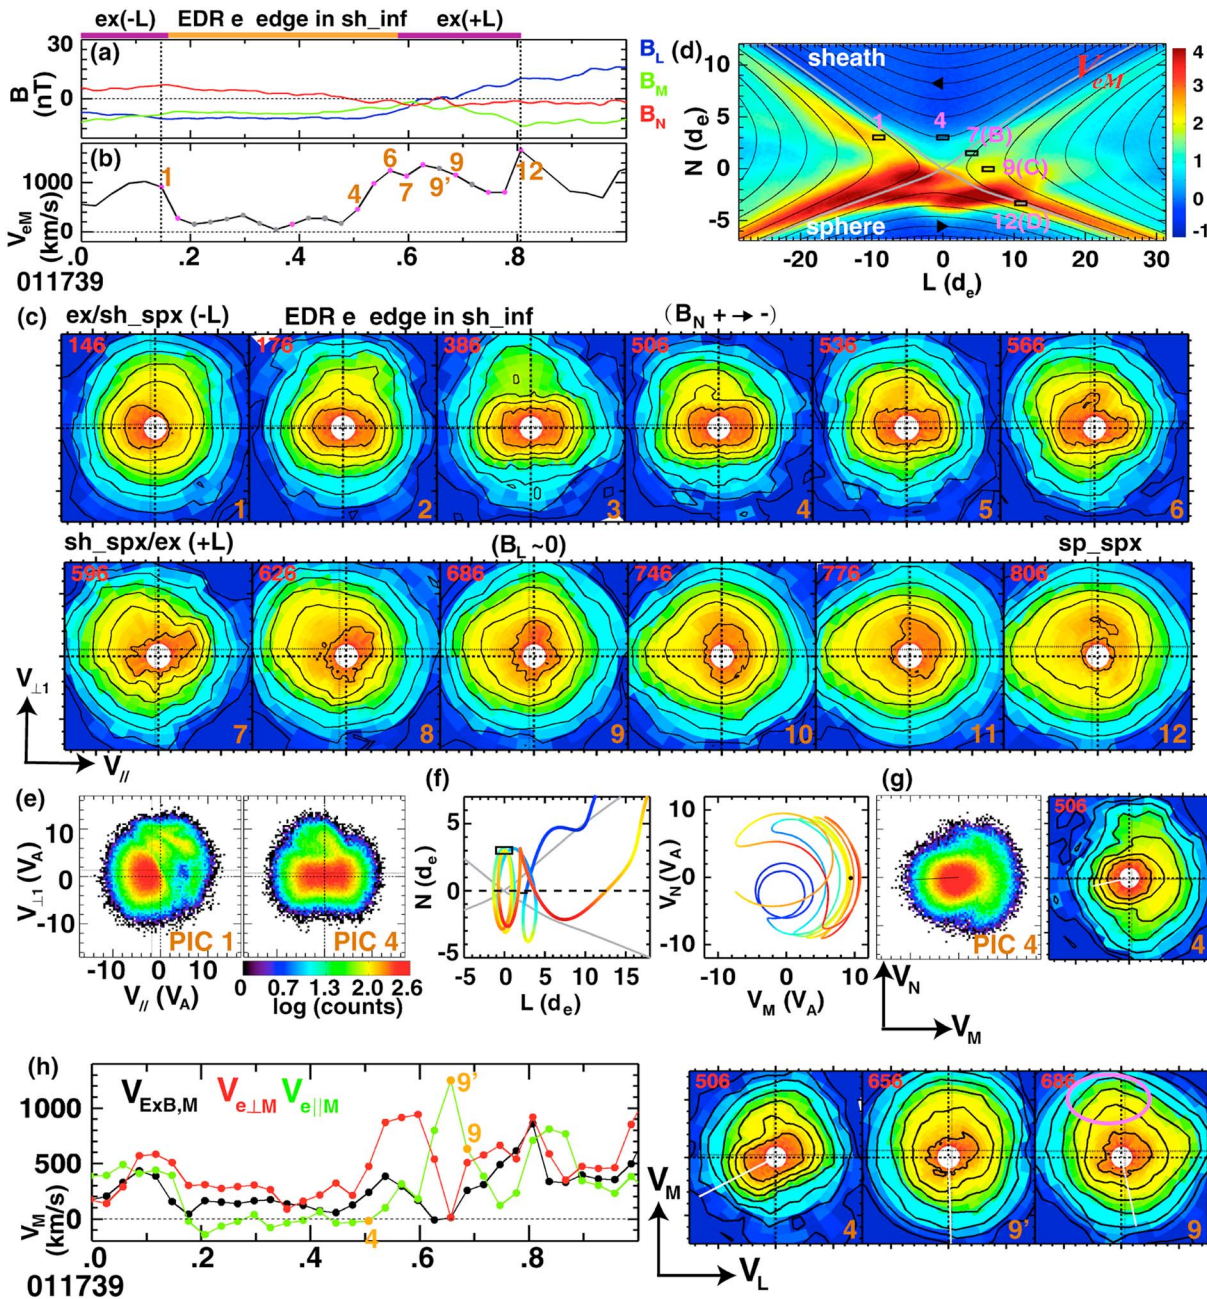 ex(-L) EDR e edge in sh_inf ex(+L)
(a)
30
0
B (nT)
B_L
B_M
B_N
(b)
1000
0
V_eM (km/s)
1 4 6 7 9' 9 12
.0 .2 .4 .6 .8
011739
(d)
sheath
V_eM
sphere
1 4 7(B) 9(C) 12(D)
10
5
0
-5
N (d_e)
-20 -10 0 10 20 30
L (d_e)
4
3
2
1
0
-1
(c) ex/sh_spx (-L) EDR e edge in sh_inf (B_N + → -)
146 176 386 506 536 566
1 2 3 4 5 6
sh_spx/ex (+L) (B_L ~0) sp_spx
596 626 686 746 776 806
7 8 9 10 11 12
V_⊥1
V_//
(e)
10
0
-10
V_⊥1 (V_A)
PIC 1 PIC 4
-10 0 10
V_// (V_A)
0 0.7 1.3 2.0 2.6
log (counts)
(f)
5
0
-5
N (d_e)
-5 0 5 10 15
L (d_e)
12
0
-12
V_N (V_A)
-10 0 10
V_M (V_A)
(g)
PIC 4
506
4
V_N
V_M
(h)
V_ExB,M V_e⊥M V_e||M
1000
500
0
V_M (km/s)
4 9' 9
.0 .2 .4 .6 .8
011739
506 656 686
4 9' 9
V_M
V_L